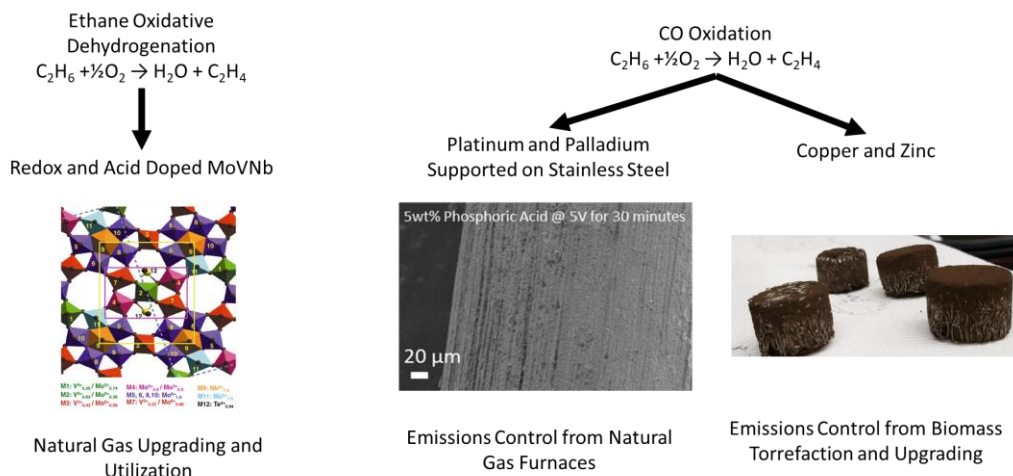 Ethane Oxidative
Dehydrogenation
C₂H₆ +½O₂ → H₂O + C₂H₄
Redox and Acid Doped MoVNb
Natural Gas Upgrading and
Utilization
CO Oxidation
C₂H₆ +½O₂ → H₂O + C₂H₄
Platinum and Palladium
Supported on Stainless Steel
5wt% Phosphoric Acid @ 5V for 30 minutes
20 µm
Emissions Control from Natural
Gas Furnaces
Copper and Zinc
Emissions Control from Biomass
Torrefaction and Upgrading